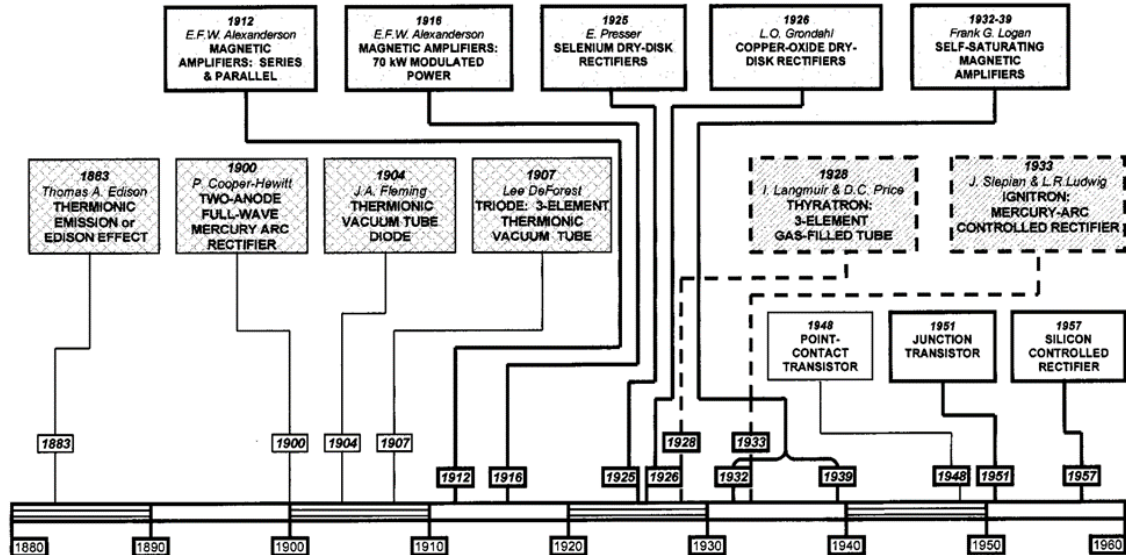 1912
E.F.W. Alexanderson
MAGNETIC
AMPLIFIERS: SERIES
& PARALLEL
1916
E.F.W. Alexanderson
MAGNETIC AMPLIFIERS:
70 kW MODULATED
POWER
1925
E. Presser
SELENIUM DRY-DISK
RECTIFIERS
1926
L.O. Grondahl
COPPER-OXIDE DRY-
DISK RECTIFIERS
1932-39
Frank G. Logan
SELF-SATURATING
MAGNETIC
AMPLIFIERS
1883
Thomas A. Edison
THERMIONIC
EMISSION or
EDISON EFFECT
1900
P. Cooper-Hewitt
TWO-ANODE
FULL-WAVE
MERCURY ARC
RECTIFIER
1904
J.A. Fleming
THERMIONIC
VACUUM TUBE
DIODE
1907
Lee DeForest
TRIODE: 3-ELEMENT
THERMIONIC
VACUUM TUBE
1928
I. Langmuir & D.C. Price
THYRATRON:
3-ELEMENT
GAS-FILLED TUBE
1933
J. Slepian & L.R.Ludwig
IGNITRON:
MERCURY-ARC
CONTROLLED RECTIFIER
1948
POINT-
CONTACT
TRANSISTOR
1951
JUNCTION
TRANSISTOR
1957
SILICON
CONTROLLED
RECTIFIER
1883
1900
1904
1907
1928
1933
1912
1916
1925
1926
1932
1939
1948
1951
1957
1880
1890
1900
1910
1920
1930
1940
1950
1960